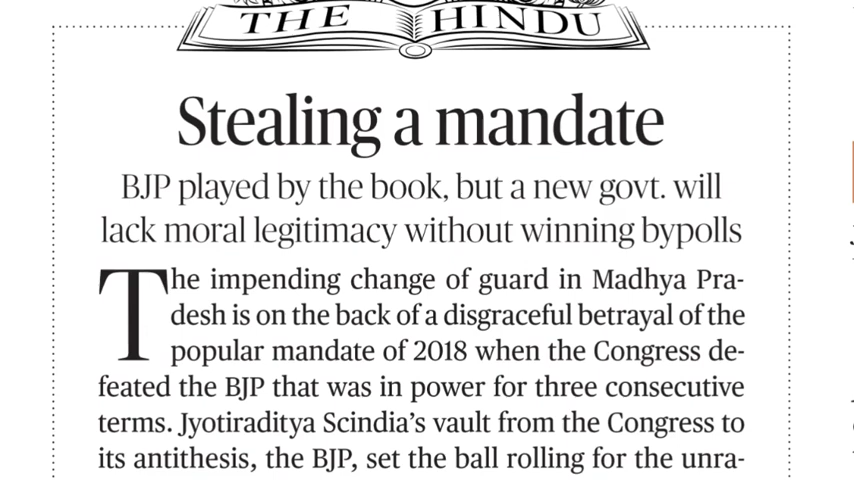 THE HINDU
Stealing a mandate
BJP played by the book, but a new govt. will
lack moral legitimacy without winning bypolls
The impending change of guard in Madhya Pra-
desh is on the back of a disgraceful betrayal of the
popular mandate of 2018 when the Congress de-
feated the BJP that was in power for three consecutive
terms. Jyotiraditya Scindia’s vault from the Congress to
its antithesis, the BJP, set the ball rolling for the unra-